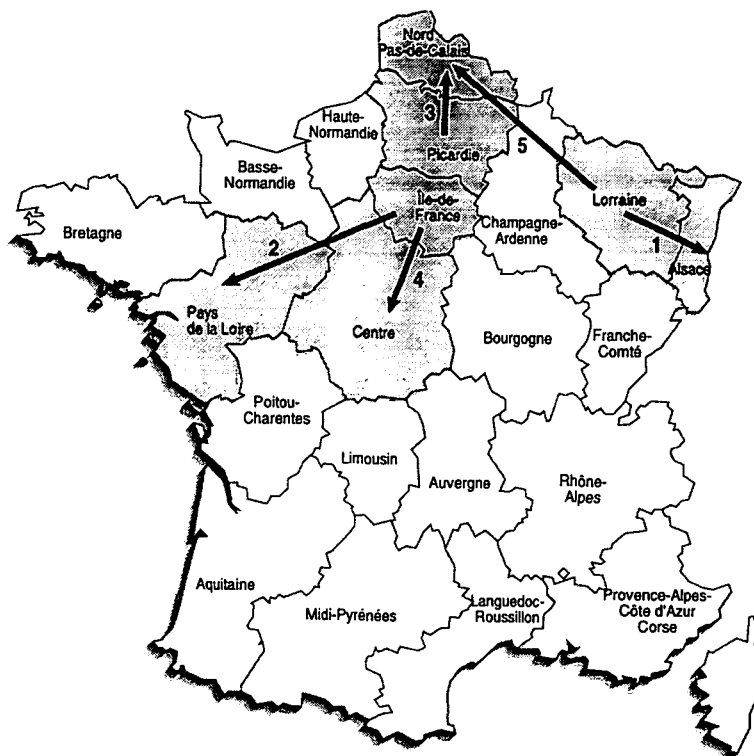 Nord
Pas-de-Calais
3
Haute-
Normandie
5
Picardie
Basse-
Normandie
Île-de-
France
Lorraine
Bretagne
2
Champagne-
Ardenne
1
4
Alsace
Pays
de la Loire
Centre
Bourgogne
Franche-
Comté
Poitou-
Charentes
Limousin
Auvergne
Rhône-
Alpes
Aquitaine
Midi-Pyrénées
Languedoc-
Roussillon
Provence-Alpes-
Côte d'Azur
Corse